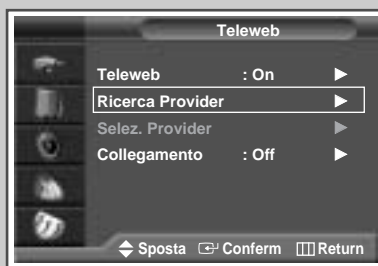 Teleweb
Teleweb : On ▶
Ricerca Provider ▶
Selez. Provider ▶
Collegamento : Off ▶
Sposta Conferm Return